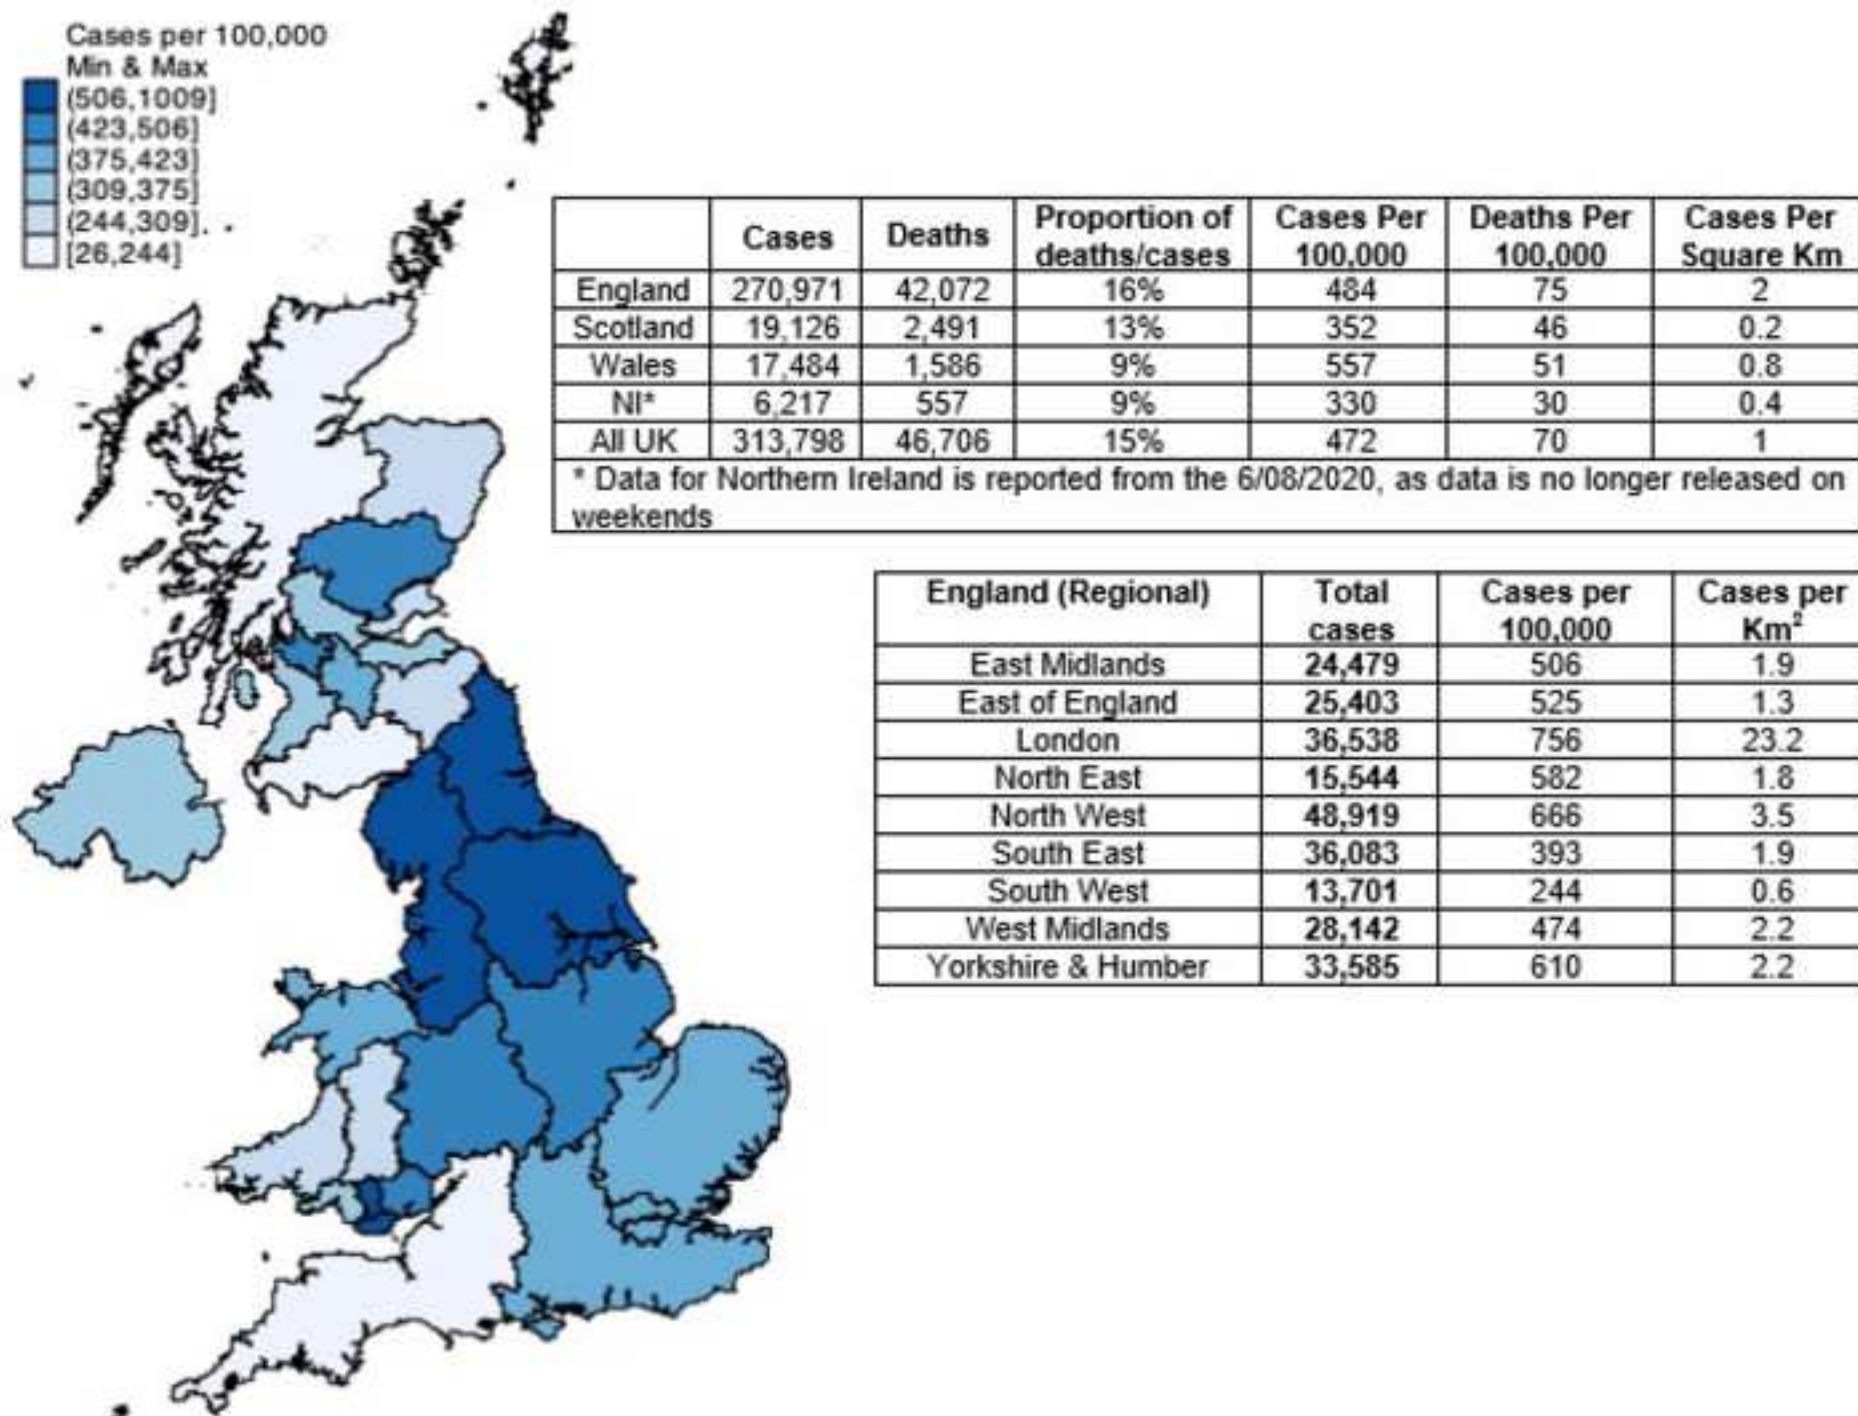 Cases per 100,000
Min & Max
(506,1009]
(423,506]
(375,423]
(309,375]
(244,309]
[26,244]
Cases Deaths Proportion of deaths/cases Cases Per 100,000 Deaths Per 100,000 Cases Per Square Km
England 270,971 42,072 16% 484 75 2
Scotland 19,126 2,491 13% 352 46 0.2
Wales 17,484 1,586 9% 557 51 0.8
NI* 6,217 557 9% 330 30 0.4
All UK 313,798 46,706 15% 472 70 1
* Data for Northern Ireland is reported from the 6/08/2020, as data is no longer released on
weekends
England (Regional) Total cases Cases per 100,000 Cases per Km²
East Midlands 24,479 506 1.9
East of England 25,403 525 1.3
London 36,538 756 23.2
North East 15,544 582 1.8
North West 48,919 666 3.5
South East 36,083 393 1.9
South West 13,701 244 0.6
West Midlands 28,142 474 2.2
Yorkshire & Humber 33,585 610 2.2